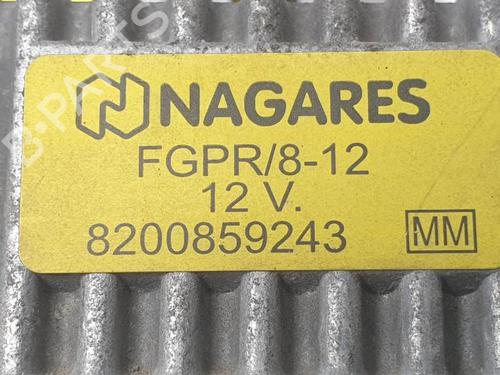 B-PARTS
NAGARES
FGPR/8-12
12 V.
8200859243
MM